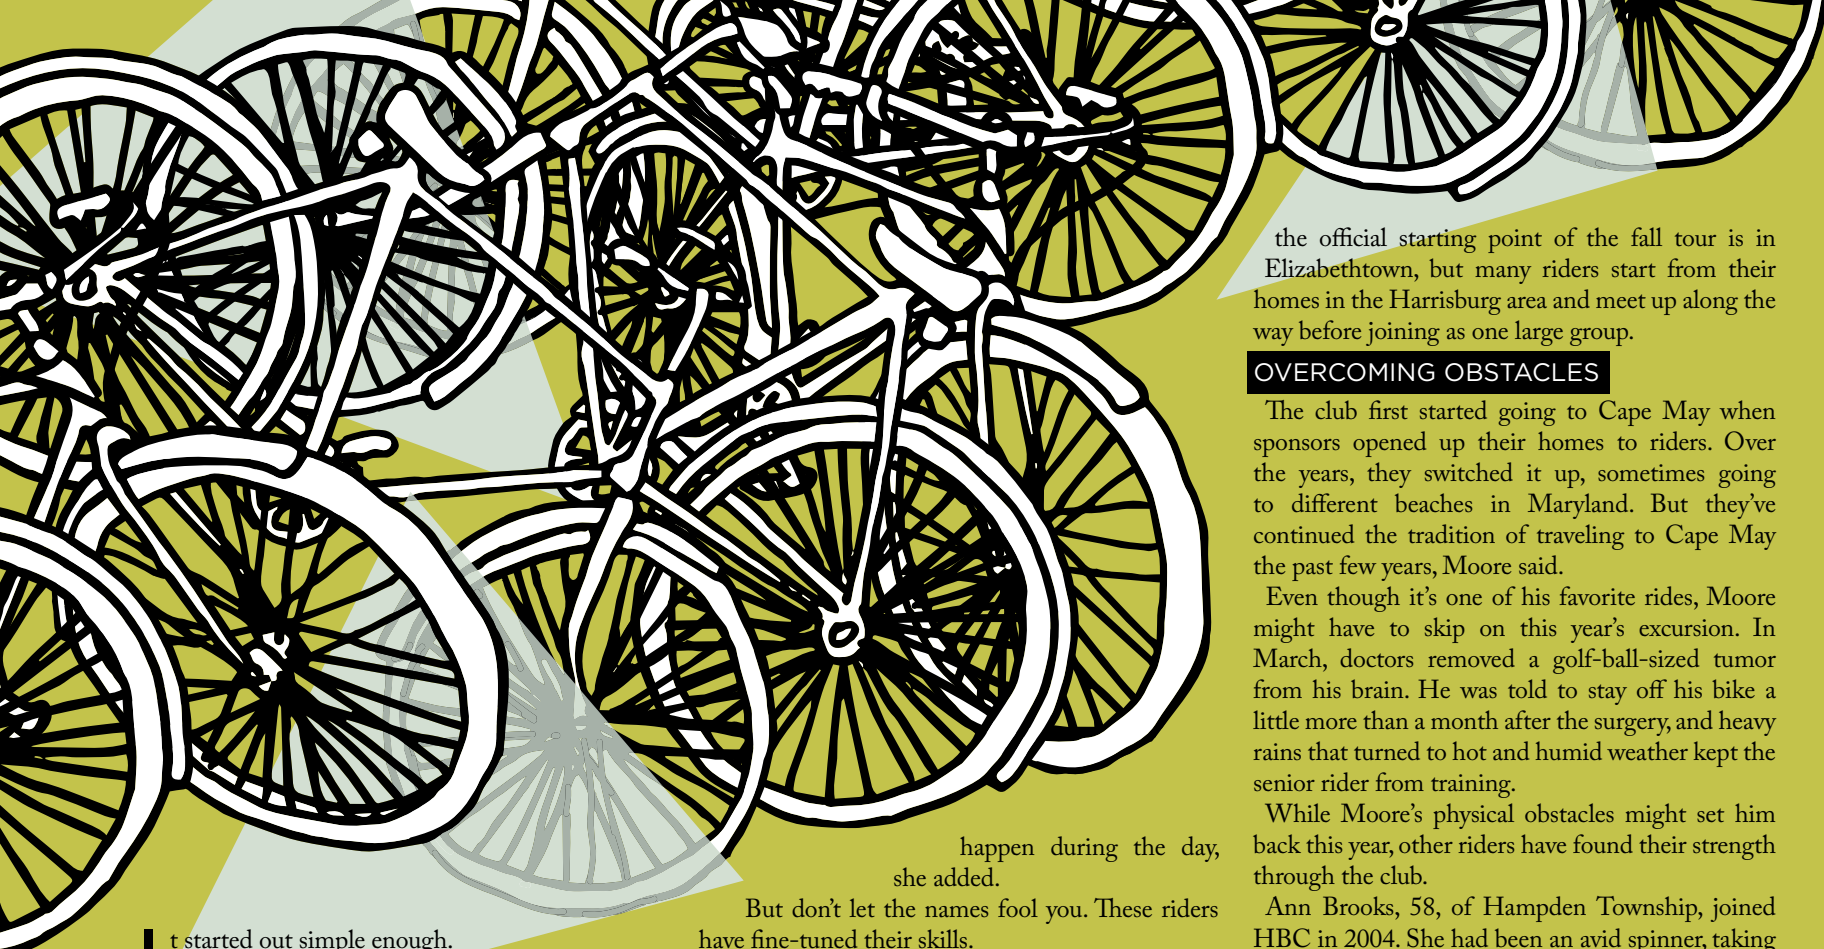 t started out simple enough.
happen during the day,
she added.
But don't let the names fool you. These riders
have fine-tuned their skills.
the official starting point of the fall tour is in
Elizabethtown, but many riders start from their
homes in the Harrisburg area and meet up along the
way before joining as one large group.
OVERCOMING OBSTACLES
The club first started going to Cape May when
sponsors opened up their homes to riders. Over
the years, they switched it up, sometimes going
to different beaches in Maryland. But they've
continued the tradition of traveling to Cape May
the past few years, Moore said.
Even though it's one of his favorite rides, Moore
might have to skip on this year's excursion. In
March, doctors removed a golf-ball-sized tumor
from his brain. He was told to stay off his bike a
little more than a month after the surgery, and heavy
rains that turned to hot and humid weather kept the
senior rider from training.
While Moore's physical obstacles might set him
back this year, other riders have found their strength
through the club.
Ann Brooks, 58, of Hampden Township, joined
HBC in 2004. She had been an avid spinner, taking